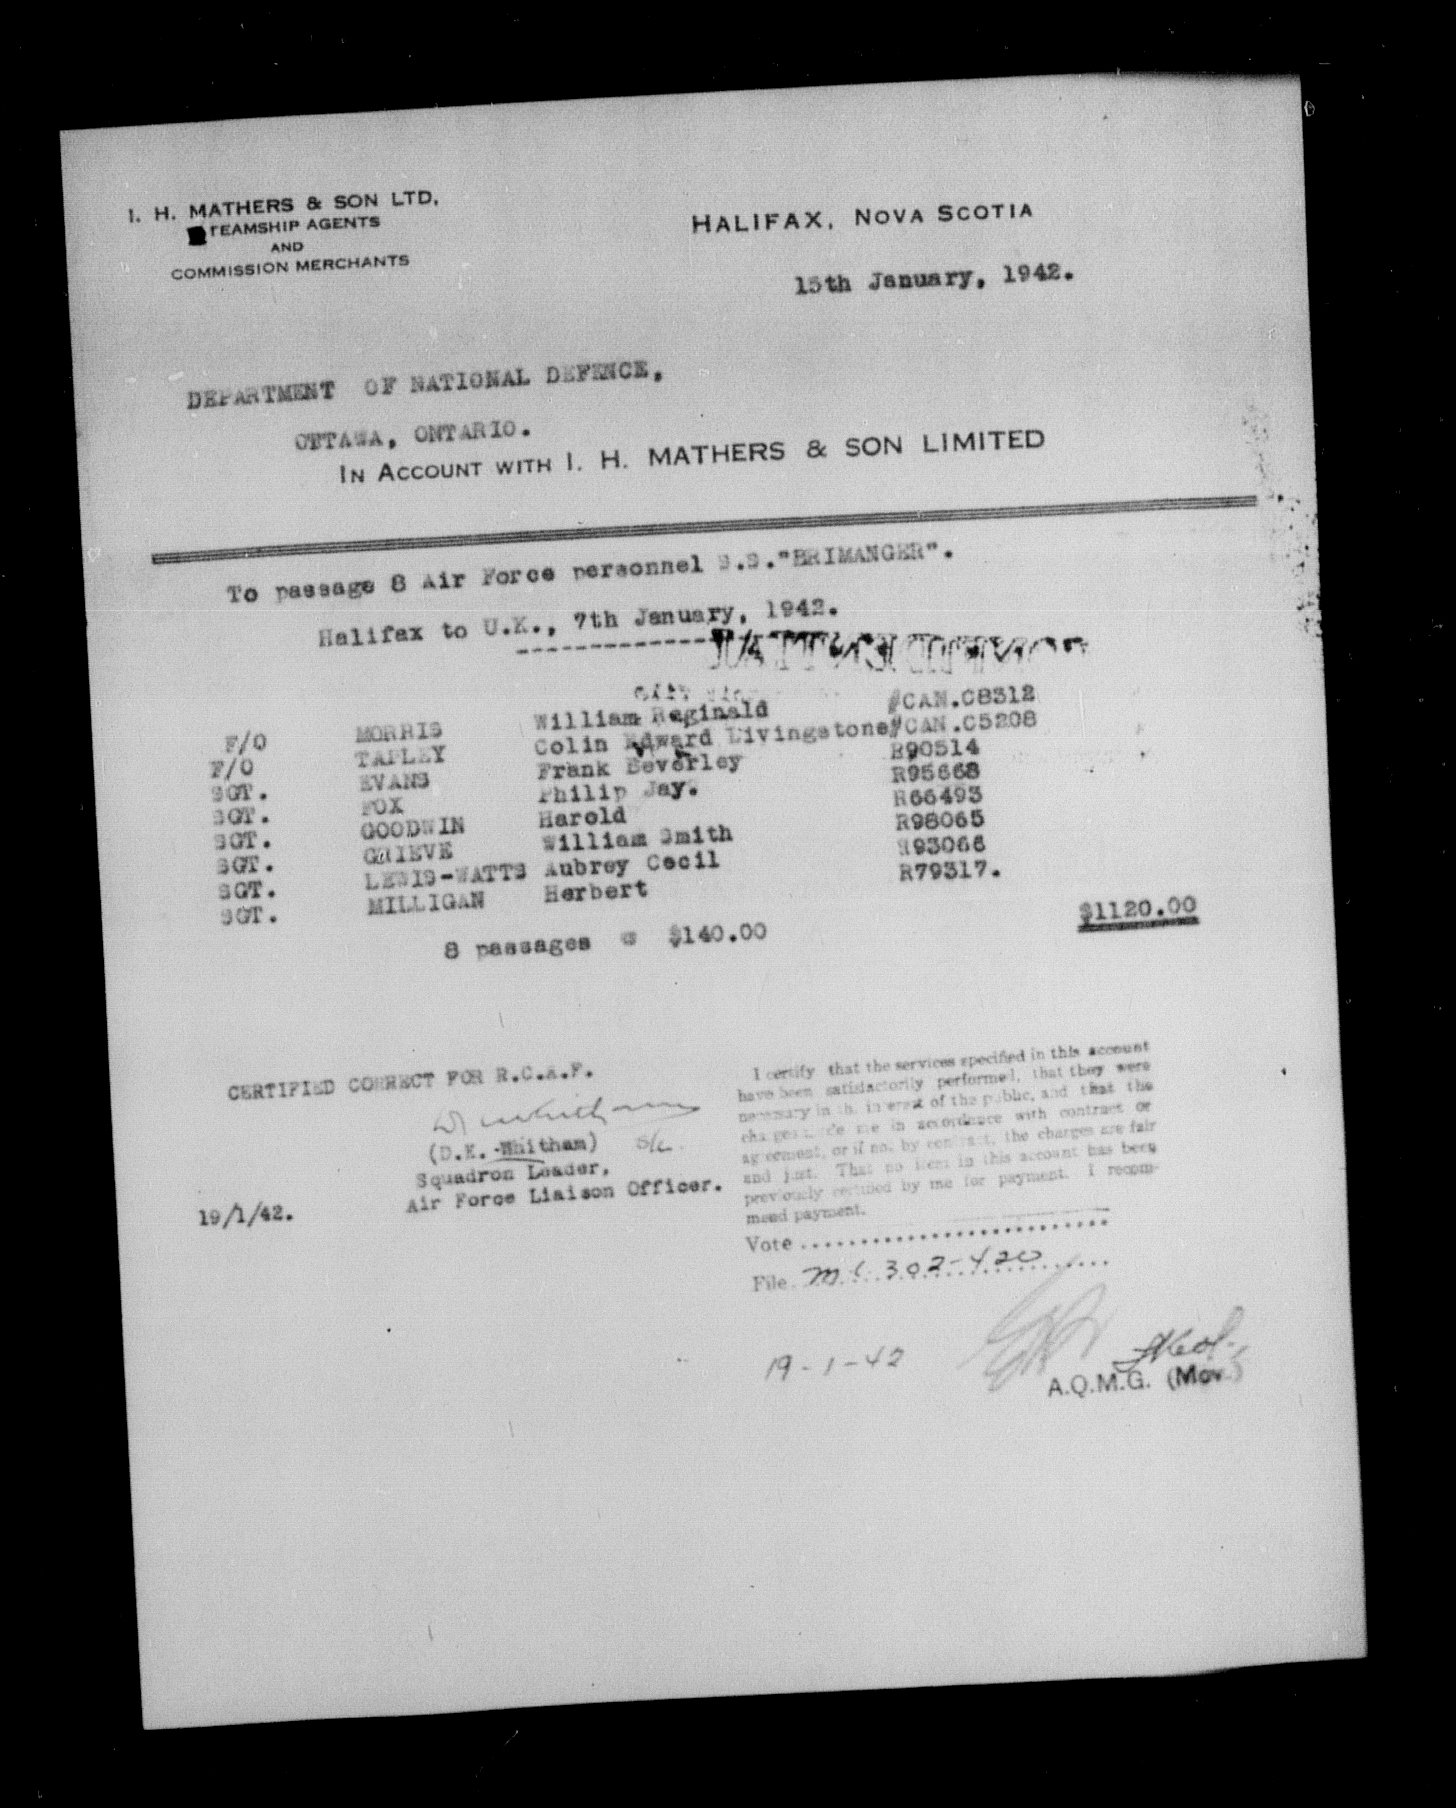 I. H. MATHERS & SON LTD.
STEAMSHIP AGENTS
AND
COMMISSION MERCHANTS
HALIFAX, NOVA SCOTIA
15th January, 1942.
DEPARTMENT OF NATIONAL DEFENCE,
OTTAWA, ONTARIO.
IN ACCOUNT WITH I. H. MATHERS & SON LIMITED
To passage 8 Air Force personnel S.S."BRIMANGER".
Halifax to U.K., 7th January, 1942.
F/O MORRIS William Reginald #CAN.C8312
F/O TAPLEY Colin Edward Livingstone #CAN.C5208
SGT. EVANS Frank Beverley R90514
SGT. FOX Philip Jay. R95668
SGT. GOODWIN Harold R66493
SGT. GRIEVE William Smith R98065
SGT. LEWIS-WATTS Aubrey Cecil R93066
SGT. MILLIGAN Herbert R79317.
8 passages @ $140.00 $1120.00
CERTIFIED CORRECT FOR R.C.A.F.
(D.K. Whitham) S/L
Squadron Leader,
Air Force Liaison Officer.
19/1/42.
I certify that the services specified in this account
have been satisfactorily performed, that they were
necessary in the interest of the public, and that the
charges made are in accordance with contract or
agreement, or if not by contract, the charges are fair
and just. That no item in this account has been
previously certified by me for payment. I recom-
mend payment.
Vote ..........................
File M.C. 302-420
19-1-42
A.Q.M.G. (Mov.)